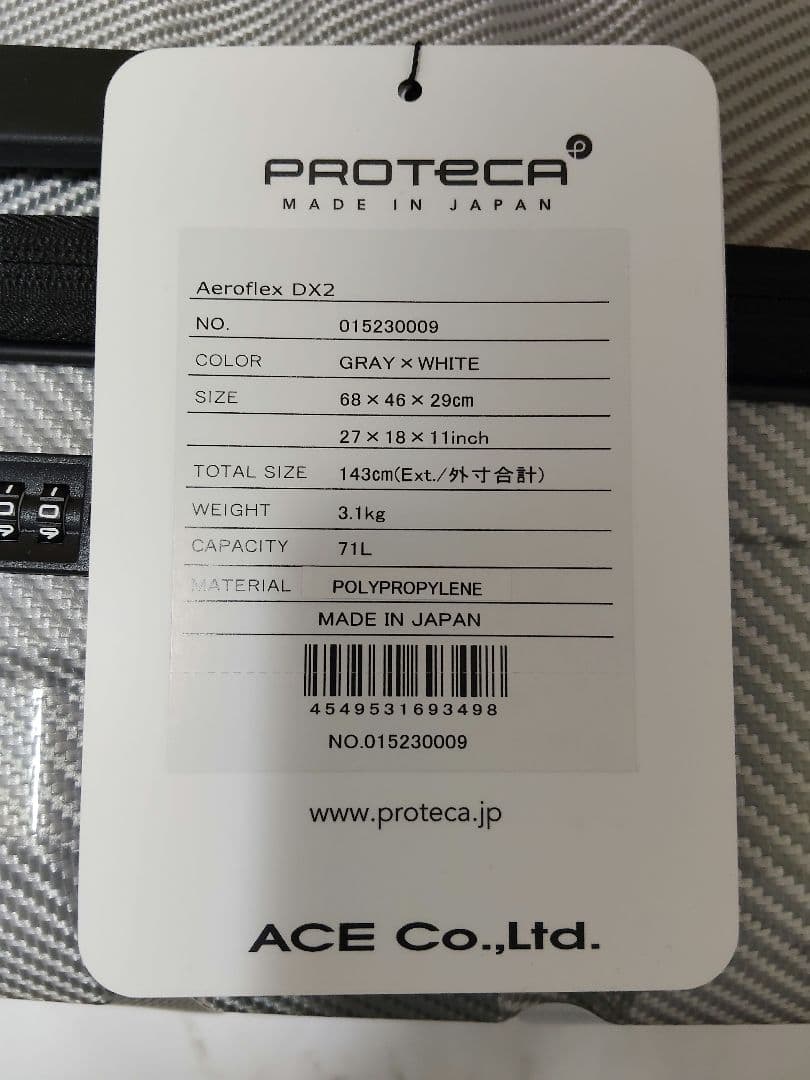 PROTECA
MADE IN JAPAN
Aeroflex DX2
NO. 015230009
COLOR GRAY×WHITE
SIZE 68×46×29cm
27×18×11inch
TOTAL SIZE 143cm(Ext./外寸合計)
WEIGHT 3.1kg
CAPACITY 71L
MATERIAL POLYPROPYLENE
MADE IN JAPAN
4549531693498
NO.015230009
www.proteca.jp
ACE Co.,Ltd.